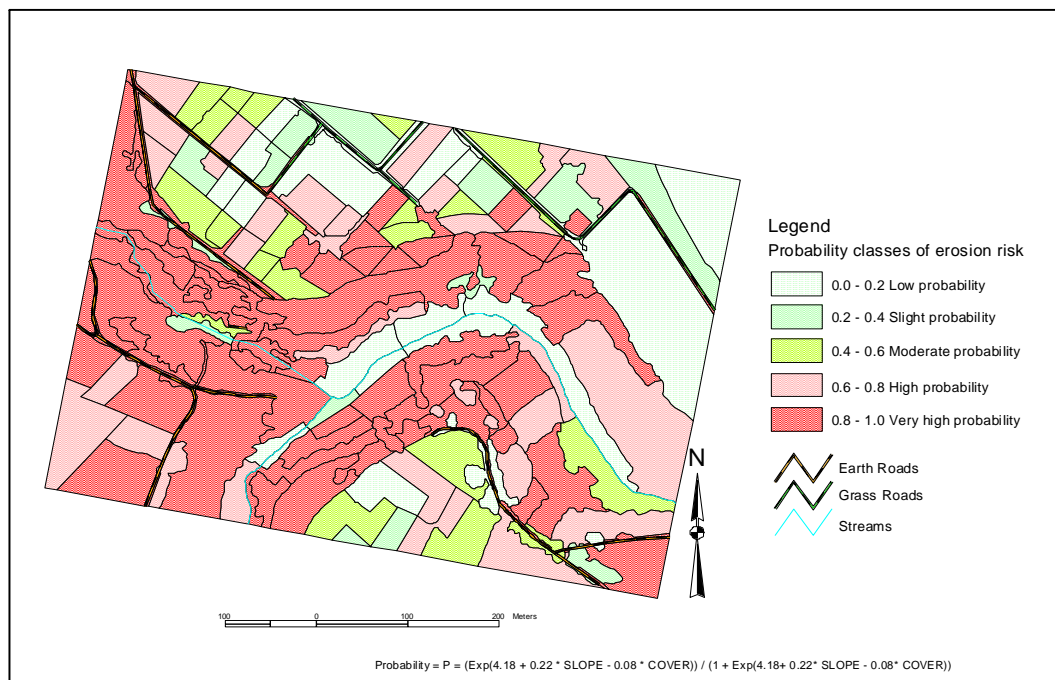 Legend
Probability classes of erosion risk
0.0 - 0.2 Low probability
0.2 - 0.4 Slight probability
0.4 - 0.6 Moderate probability
0.6 - 0.8 High probability
0.8 - 1.0 Very high probability
Earth Roads
Grass Roads
Streams
N
100 0 100 200 Meters
Probability = P = (Exp(4.18 + 0.22 * SLOPE - 0.08 * COVER)) / (1 + Exp(4.18+ 0.22* SLOPE - 0.08* COVER))